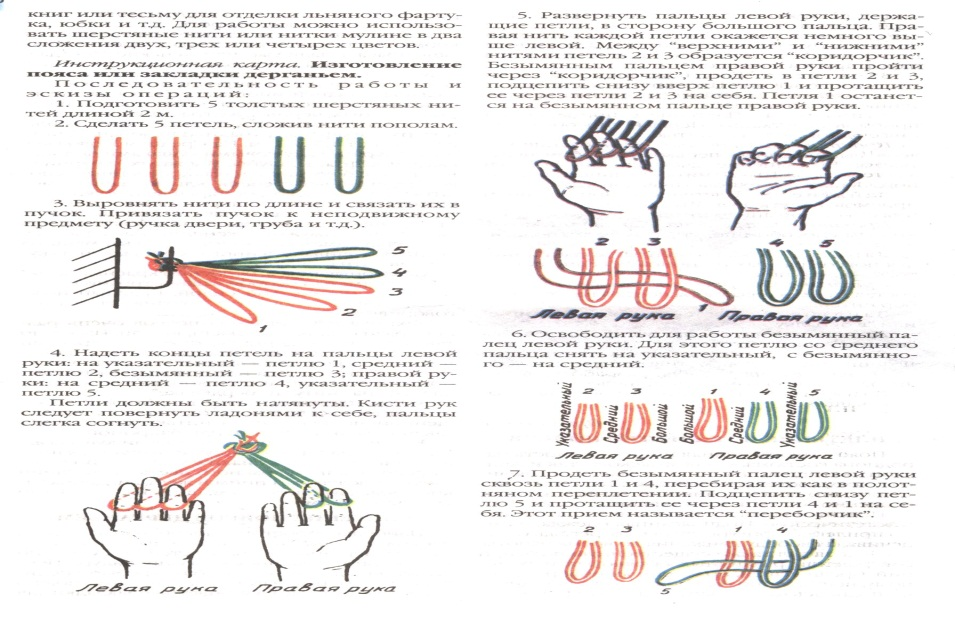 книг или тесьму для отделки льняного фарту-
ка, юбки и т.д. Для работы можно использо-
вать шерстяные нити или нитки мулине в два
сложения двух, трех или четырех цветов.
Инструкционная карта. Изготовление
пояса или закладки дерганьем.
Последовательность работы и
эскизы операций:
1. Подготовить 5 толстых шерстяных ни-
тей длиной 2 м.
2. Сделать 5 петель, сложив нити пополам.
3. Выровнять нити по длине и связать их в
пучок. Привязать пучок к неподвижному
предмету (ручка двери, труба и т.д.).
5
4
3
2
1
4. Надеть концы петель на пальцы левой
руки: на указательный — петлю 1, средний —
петлю 2, безымянный — петлю 3; правой ру-
ки: на средний — петлю 4, указательный —
петлю 5.
Петли должны быть натянуты. Кисти рук
следует повернуть ладонями к себе, пальцы
слегка согнуть.
Левая рука Правая рука
5. Развернуть пальцы левой руки, держа-
щие петли, в сторону большого пальца. Пра-
вая нить каждой петли окажется немного вы-
ше левой. Между “верхними” и “нижними”
нитями петель 2 и 3 образуется “коридорчик”.
Безымянным пальцем правой руки пройти
через “коридорчик”, продеть в петли 2 и 3,
подцепить снизу вверх петлю 1 и протащить
ее через петли 2 и 3 на себя. Петля 1 останет-
ся на безымянном пальце правой руки.
2 3 4 5
1
Левая рука Правая рука
6. Освободить для работы безымянный па-
лец левой руки. Для этого петлю со среднего
пальца снять на указательный, с безымянно-
го — на средний.
2 3 1 4 5
Указательный Средний Большой Большой Средний Указательный
Левая рука Правая рука
7. Продеть безымянный палец левой руки
сквозь петли 1 и 4, перебирая их как в полот-
няном переплетении. Подцепить снизу пет-
лю 5 и протащить ее через петли 4 и 1 на се-
бя. Этот прием называется “переборчик”.
2 3 1 4
5